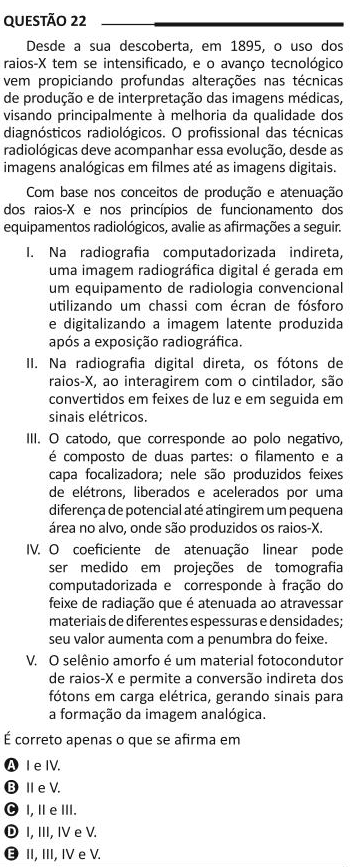 QUESTÃO 22
Desde a sua descoberta, em 1895, o uso dos
raios-X tem se intensificado, e o avanço tecnológico
vem propiciando profundas alterações nas técnicas
de produção e de interpretação das imagens médicas,
visando principalmente à melhoria da qualidade dos
diagnósticos radiológicos. O profissional das técnicas
radiológicas deve acompanhar essa evolução, desde as
imagens analógicas em filmes até as imagens digitais.
Com base nos conceitos de produção e atenuação
dos raios-X e nos princípios de funcionamento dos
equipamentos radiológicos, avalie as afirmações a seguir.
I. Na radiografia computadorizada indireta,
uma imagem radiográfica digital é gerada em
um equipamento de radiologia convencional
utilizando um chassi com écran de fósforo
e digitalizando a imagem latente produzida
após a exposição radiográfica.
II. Na radiografia digital direta, os fótons de
raios-X, ao interagirem com o cintilador, são
convertidos em feixes de luz e em seguida em
sinais elétricos.
III. O catodo, que corresponde ao polo negativo,
é composto de duas partes: o filamento e a
capa focalizadora; nele são produzidos feixes
de elétrons, liberados e acelerados por uma
diferença de potencial até atingirem um pequena
área no alvo, onde são produzidos os raios-X.
IV. O coeficiente de atenuação linear pode
ser medido em projeções de tomografia
computadorizada e corresponde à fração do
feixe de radiação que é atenuada ao atravessar
materiais de diferentes espessuras e densidades;
seu valor aumenta com a penumbra do feixe.
V. O selênio amorfo é um material fotocondutor
de raios-X e permite a conversão indireta dos
fótons em carga elétrica, gerando sinais para
a formação da imagem analógica.
É correto apenas o que se afirma em
A I e IV.
B II e V.
C I, II e III.
D I, III, IV e V.
E II, III, IV e V.